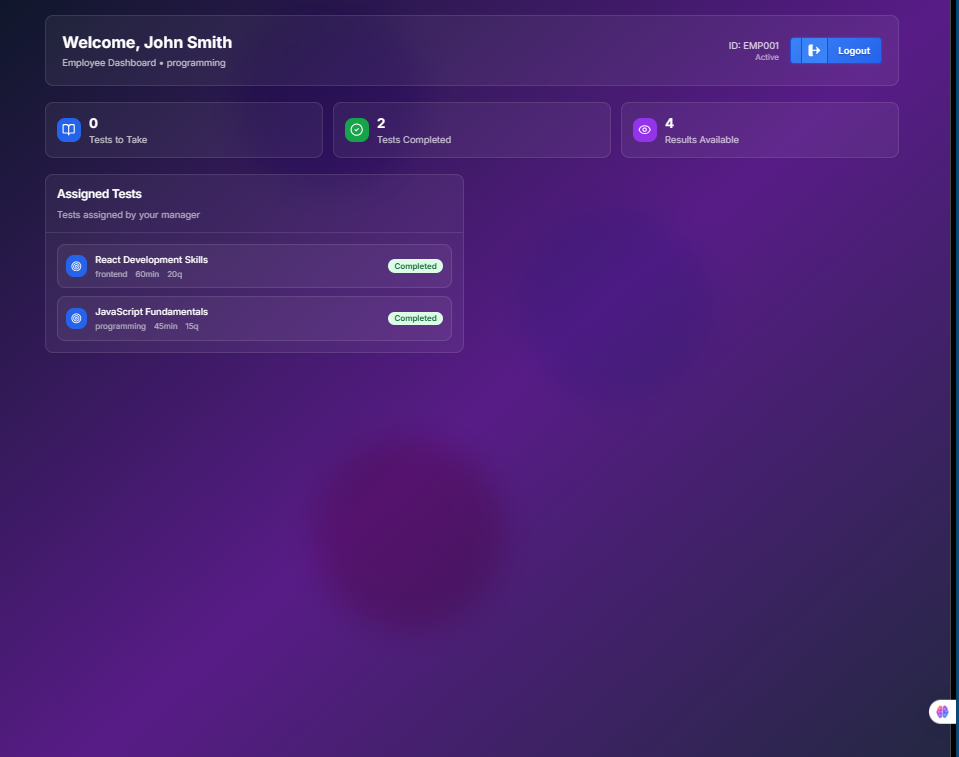 Welcome, John Smith
Employee Dashboard • programming
ID: EMP001
Active
Logout
0
Tests to Take
2
Tests Completed
4
Results Available
Assigned Tests
Tests assigned by your manager
React Development Skills
frontend 60min 20q
Completed
JavaScript Fundamentals
programming 45min 15q
Completed